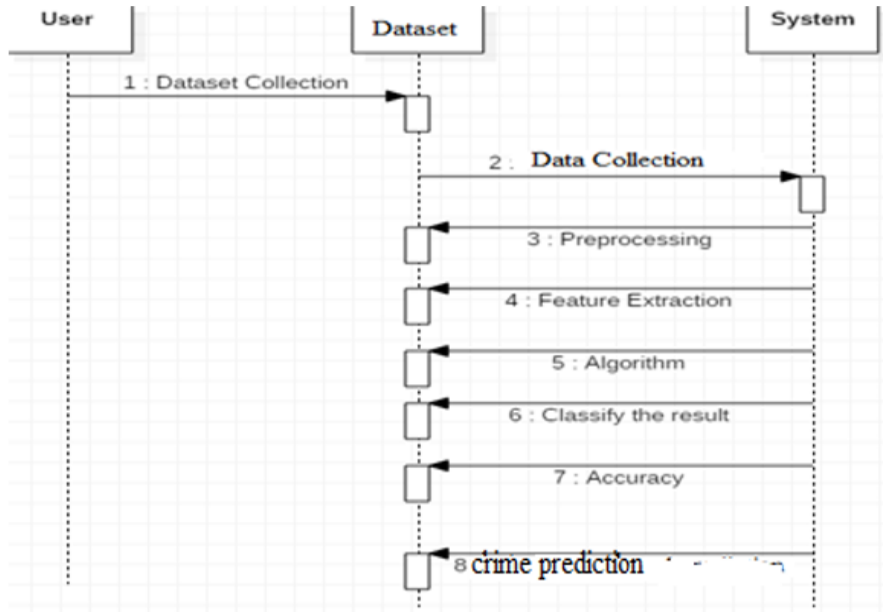 User
Dataset
System
1 : Dataset Collection
2 : Data Collection
3 : Preprocessing
4 : Feature Extraction
5 : Algorithm
6 : Classify the result
7 : Accuracy
8 crime prediction